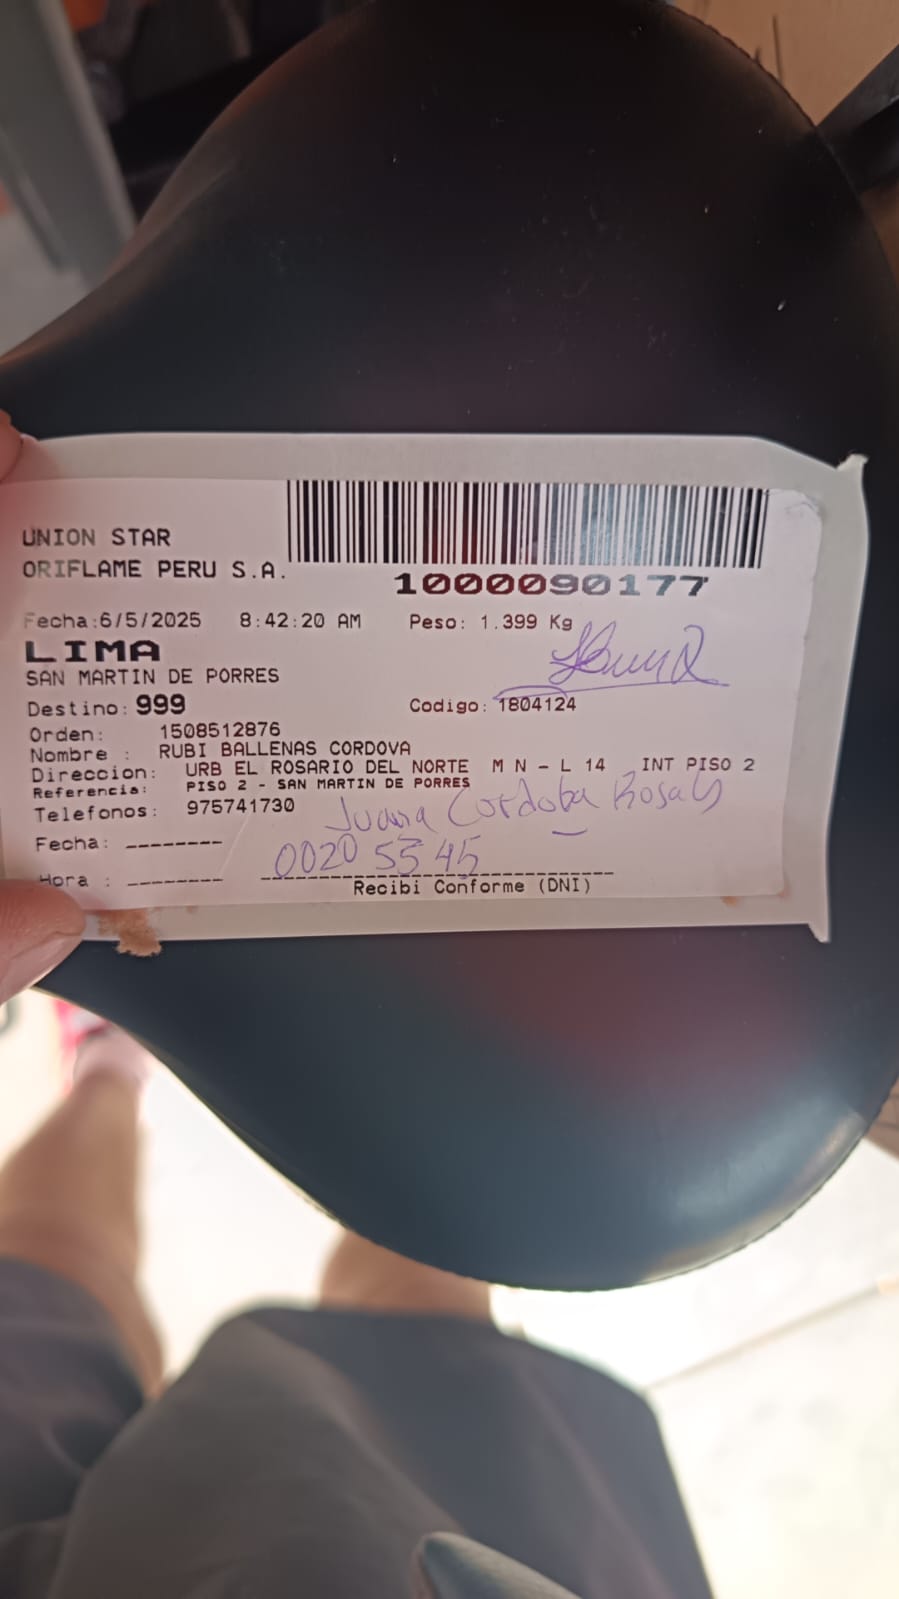 UNION STAR
ORIFLAME PERU S.A.
1000090177
Fecha:6/5/2025 8:42:20 AM Peso: 1.399 Kg
LIMA
SAN MARTIN DE PORRES
Destino: 999 Codigo: 1804124
Orden: 1508512876
Nombre : RUBI BALLENAS CORDOVA
Direccion: URB EL ROSARIO DEL NORTE M N - L 14 INT PISO 2
Referencia: PISO 2 - SAN MARTIN DE PORRES
Telefonos: 975741730
Juana Cordoba Rosales
Fecha: --------
00205545
Hora : --------
Recibi Conforme (DNI)